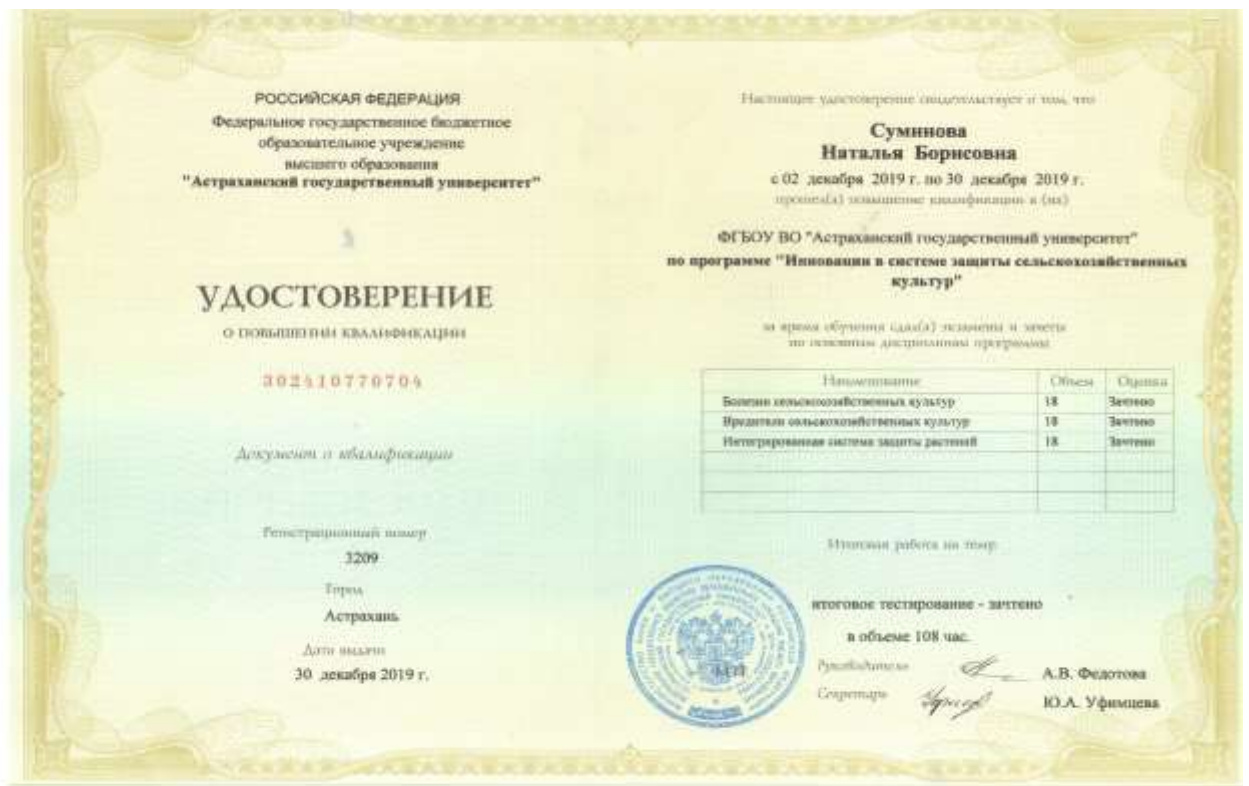 РОССИЙСКАЯ ФЕДЕРАЦИЯ
Федеральное государственное бюджетное
образовательное учреждение
высшего образования
"Астраханский государственный университет"
УДОСТОВЕРЕНИЕ
О ПОВЫШЕНИИ КВАЛИФИКАЦИИ
302410770704
Документ о квалификации
Регистрационный номер
3209
Город
Астрахань
Дата выдачи
30 декабря 2019 г.
Настоящее удостоверение свидетельствует о том, что
Суминова
Наталья Борисовна
с 02 декабря 2019 г. по 30 декабря 2019 г.
прошел(а) повышение квалификации в (на)
ФГБОУ ВО "Астраханский государственный университет"
по программе "Инновации в системе защиты сельскохозяйственных
культур"
за время обучения сдал(а) экзамены и зачеты
по основным дисциплинам программы
Наименование Объем Оценка
Болезни сельскохозяйственных культур 18 Зачтено
Вредители сельскохозяйственных культур 18 Зачтено
Интегрированная система защиты растений 18 Зачтено
Итоговая работа на тему:
итоговое тестирование - зачтено
в объеме 108 час.
М.П.
Руководитель А.В. Федотова
Секретарь Ю.А. Уфимцева